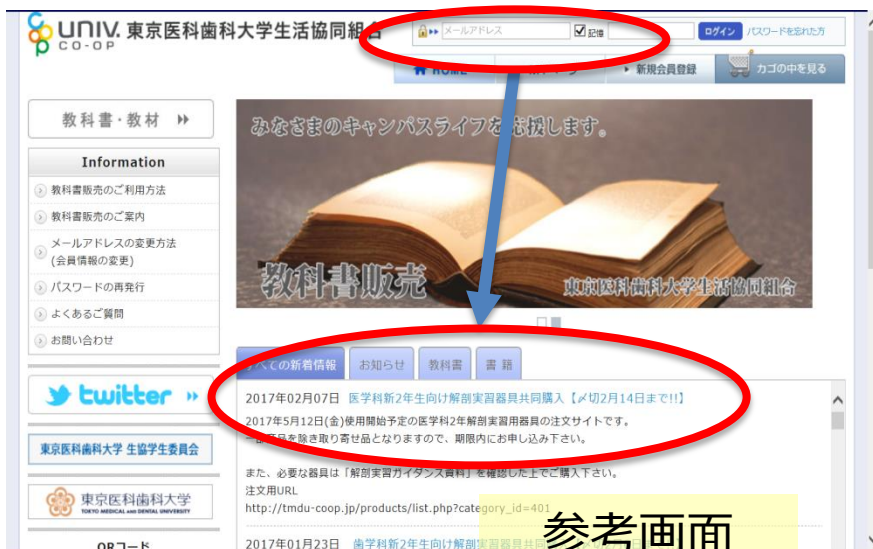 UNIV. 東京医科歯科大学生活協同組合
CO-OP
メールアドレス
記憶
ログイン
パスワードを忘れた方
HOME
新規会員登録
カゴの中を見る
教科書・教材
Information
教科書販売のご利用方法
教科書販売のご案内
メールアドレスの変更方法
(会員情報の変更)
パスワードの再発行
よくあるご質問
お問い合わせ
twitter
東京医科歯科大学 生協学生委員会
東京医科歯科大学
TOKYO MEDICAL AND DENTAL UNIVERSITY
QRコード
みなさまのキャンパスライフを応援します。
教科書販売
東京医科歯科大学生活協同組合
すべての新着情報
お知らせ
教科書
書籍
2017年02月07日 医学科新2年生向け解剖実習器具共同購入【〆切2月14日まで!!】
2017年5月12日(金)使用開始予定の医学科2年解剖実習用器具の注文サイトです。
一部商品を除き取り寄せ品となりますので、期限内にお申し込み下さい。
また、必要な器具は「解剖実習ガイダンス資料」を確認した上でご購入下さい。
注文用URL
http://tmdu-coop.jp/products/list.php?category_id=401
2017年01月23日 歯学科新2年生向け解剖実習器具共同
参考画面